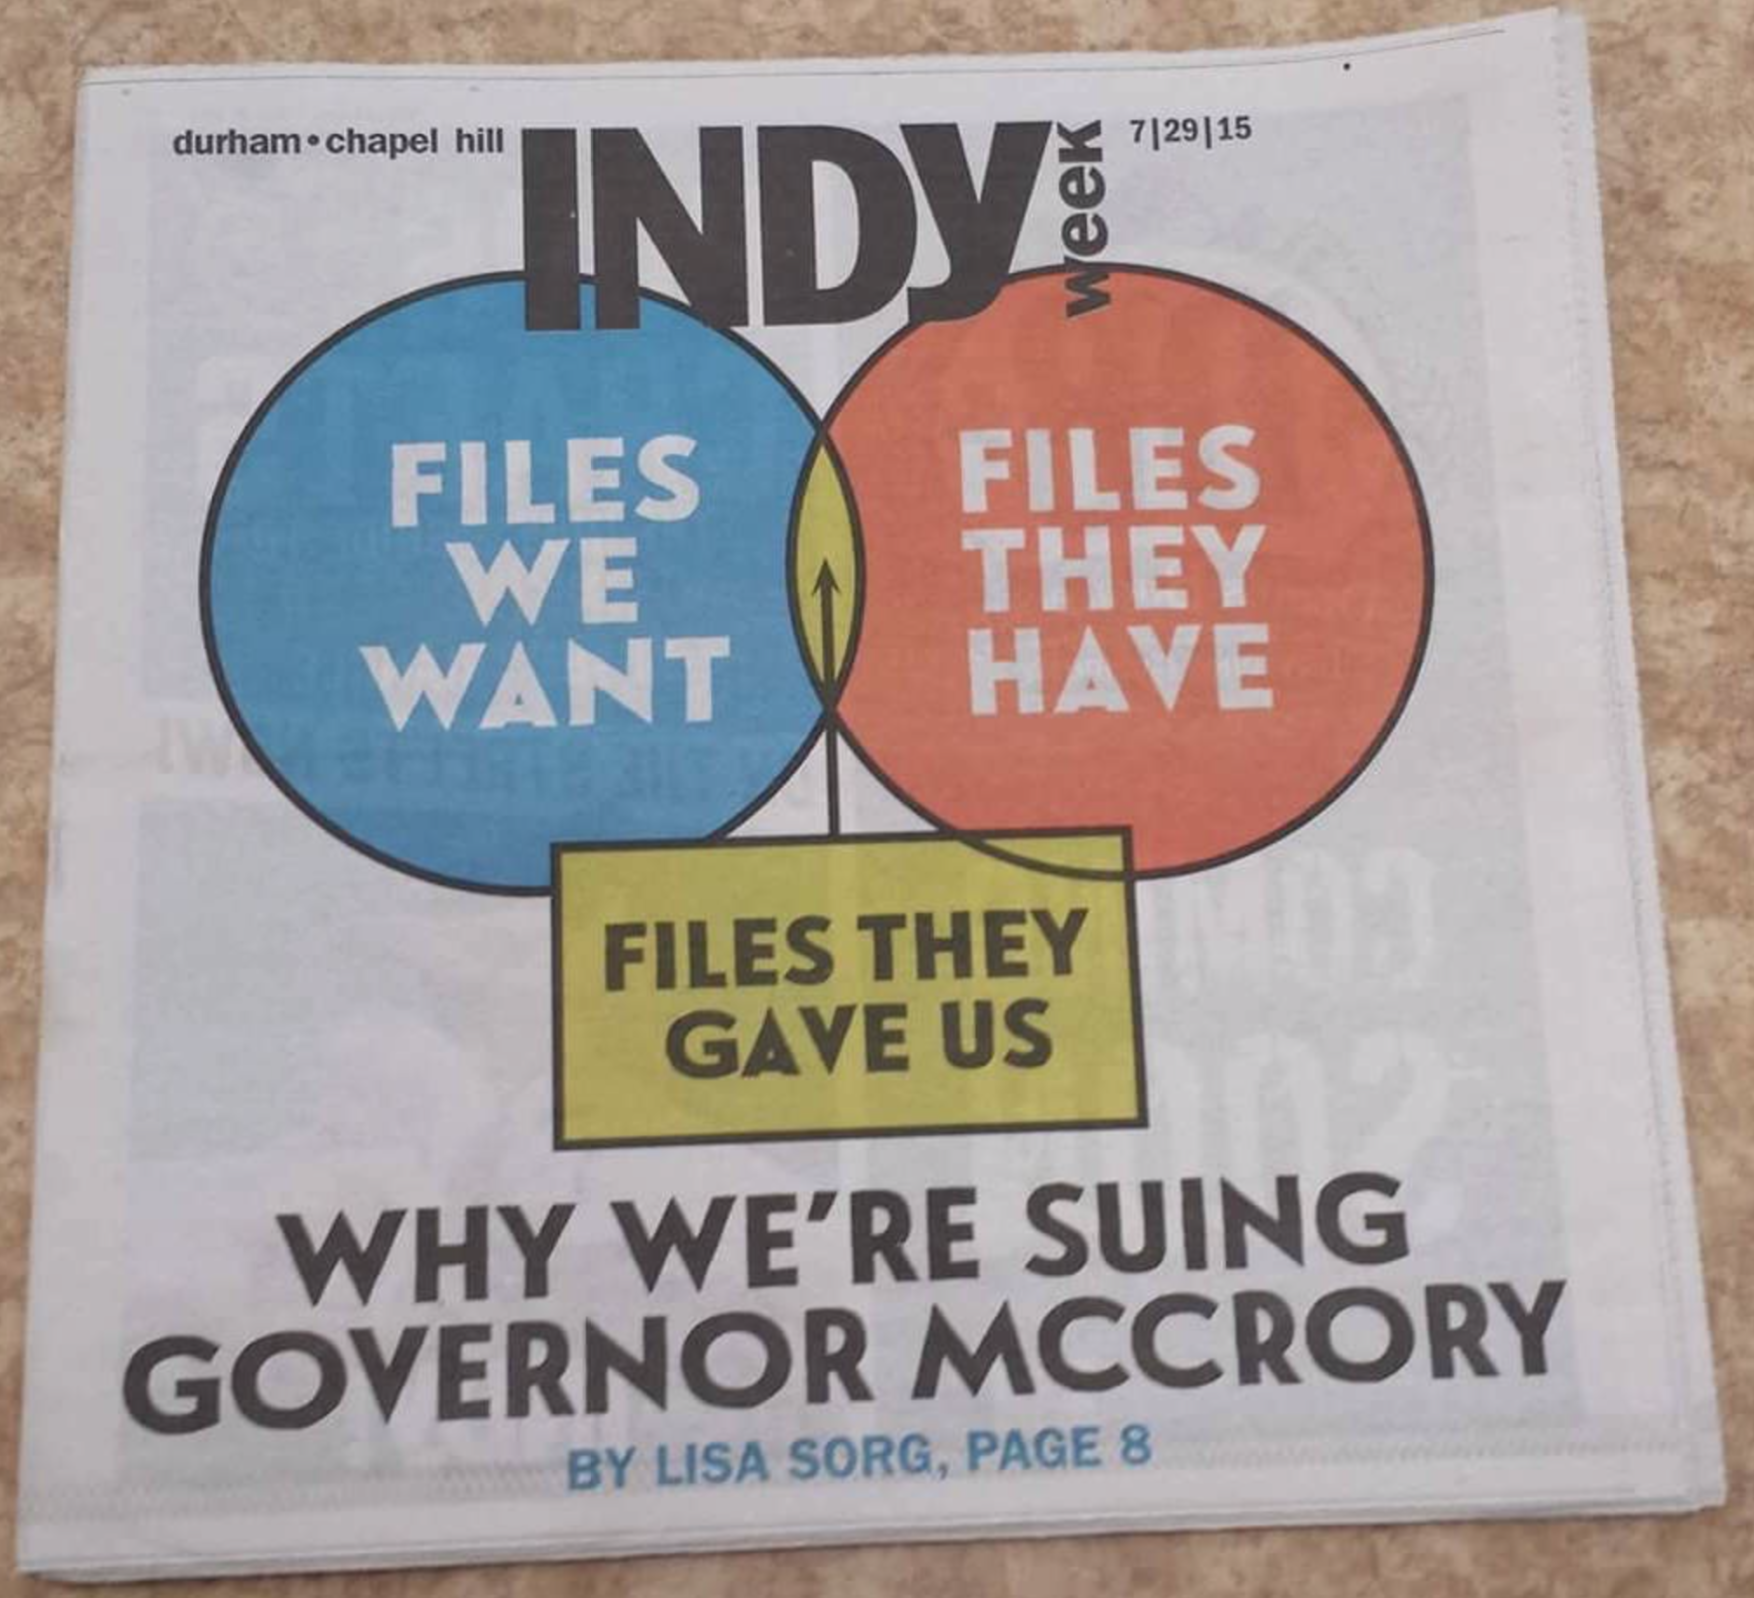 durham • chapel hill
INDY
week
7|29|15
FILES
WE
WANT
FILES
THEY
HAVE
FILES THEY
GAVE US
WHY WE'RE SUING
GOVERNOR MCCRORY
BY LISA SORG, PAGE 8